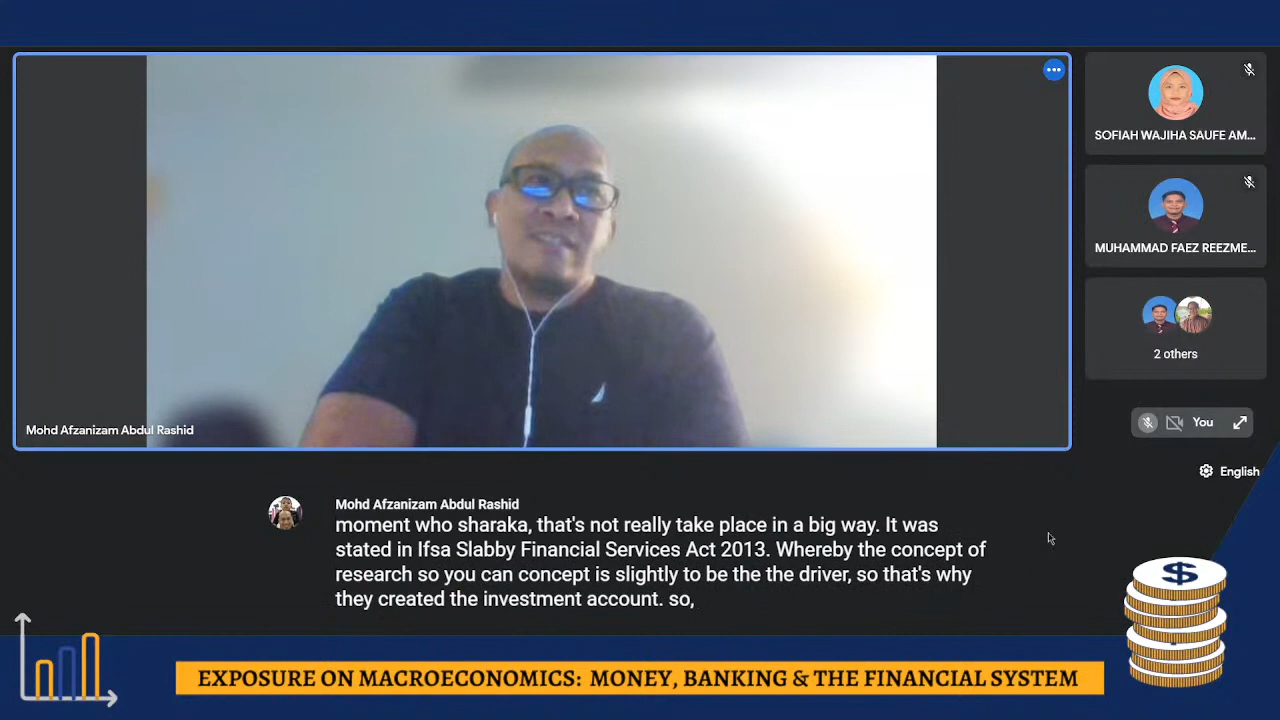 SOFIAH WAJIHA SAUFE AM...
MUHAMMAD FAEZ REEZME...
2 others
You
English
Mohd Afzanizam Abdul Rashid
Mohd Afzanizam Abdul Rashid
moment who sharaka, that's not really take place in a big way. It was
stated in Ifsa Slabby Financial Services Act 2013. Whereby the concept of
research so you can concept is slightly to be the the driver, so that's why
they created the investment account. so,
$
EXPOSURE ON MACROECONOMICS: MONEY, BANKING & THE FINANCIAL SYSTEM